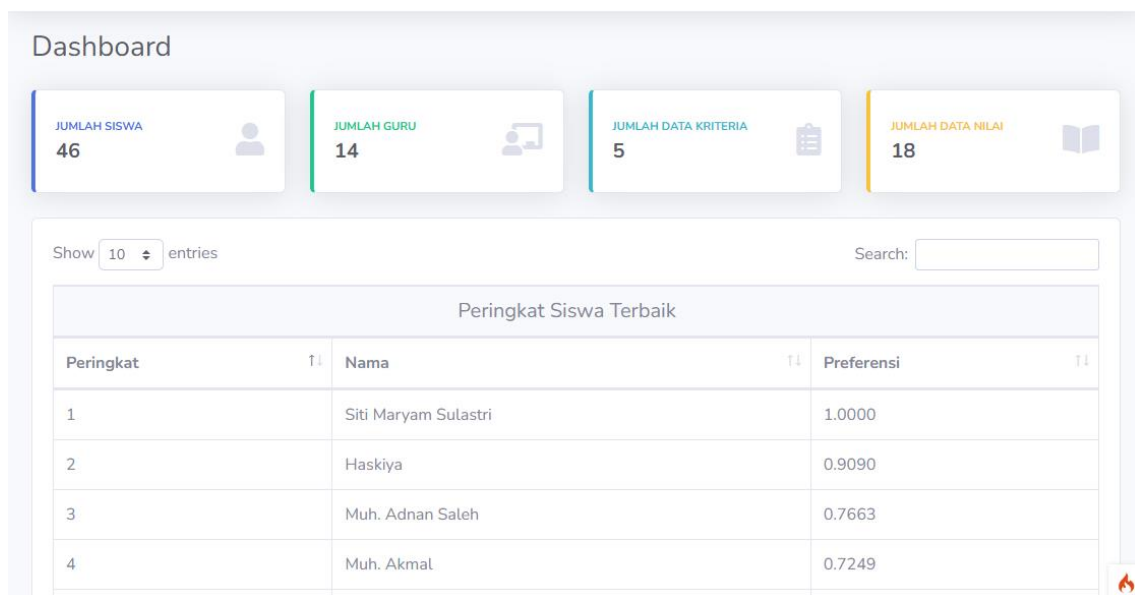 Dashboard
JUMLAH SISWA
46
JUMLAH GURU
14
JUMLAH DATA KRITERIA
5
JUMLAH DATA NILAI
18
Show 10 entries
Search:
Peringkat Siswa Terbaik
Peringkat Nama Preferensi
1 Siti Maryam Sulastri 1.0000
2 Haskiya 0.9090
3 Muh. Adnan Saleh 0.7663
4 Muh. Akmal 0.7249